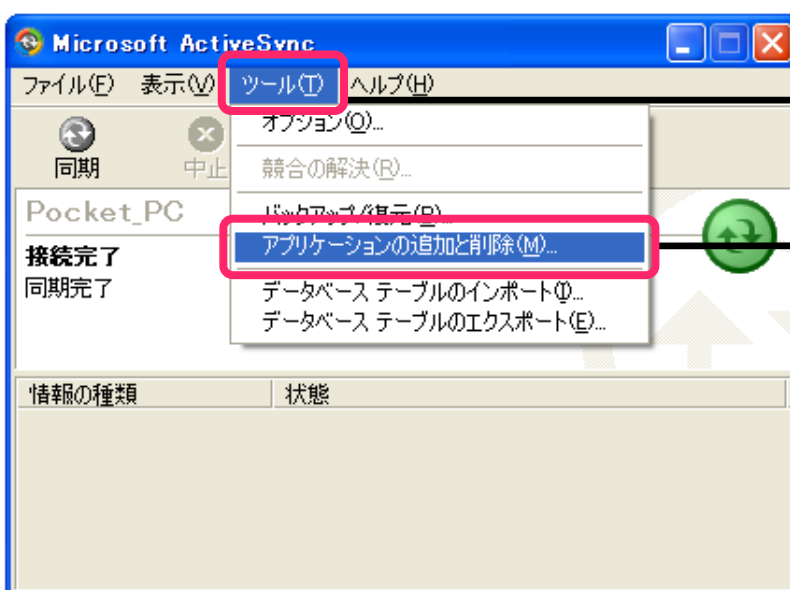 Microsoft ActiveSync
ファイル(F) 表示(V) ツール(T) ヘルプ(H)
同期 中止
オプション(O)...
競合の解決(R)...
バックアップ/復元(B)...
アプリケーションの追加と削除(M)...
データベース テーブルのインポート(I)...
データベース テーブルのエクスポート(E)...
Pocket_PC
接続完了
同期完了
情報の種類 状態